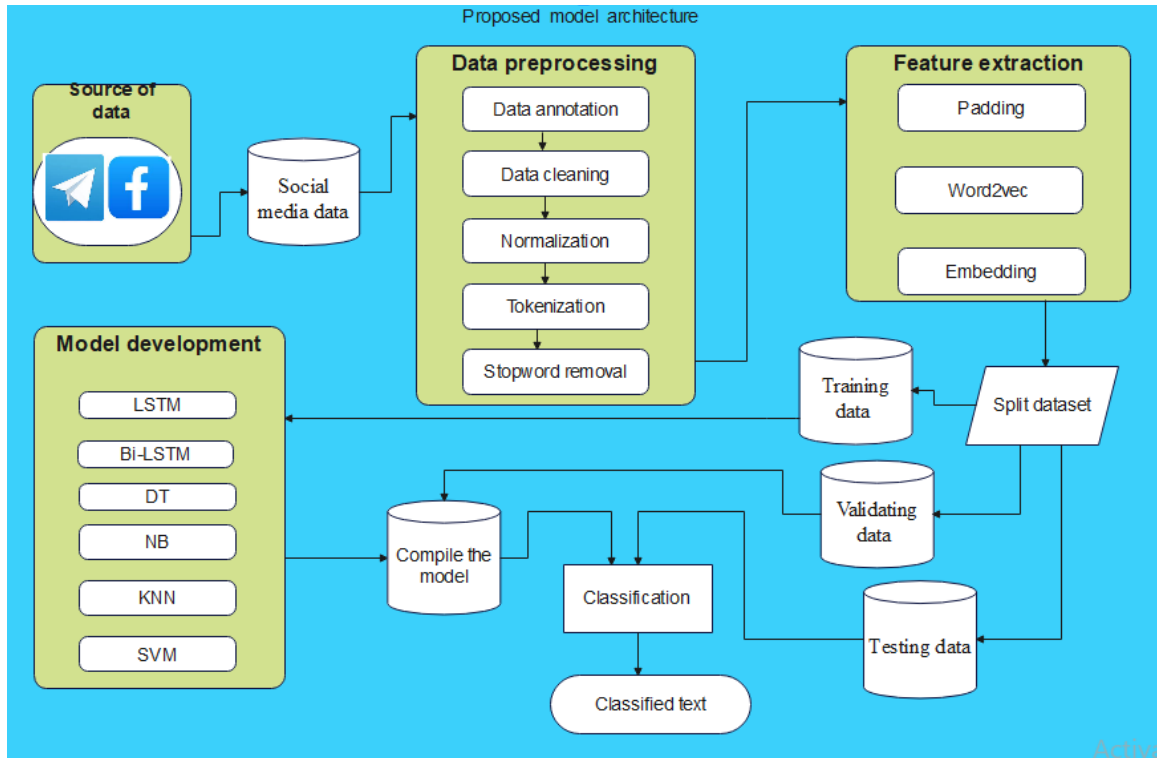 Proposed model architecture
Source of
data
Social
media data
Data preprocessing
Data annotation
Data cleaning
Normalization
Tokenization
Stopword removal
Feature extraction
Padding
Word2vec
Embedding
Split dataset
Training
data
Validating
data
Testing data
Model development
LSTM
Bi-LSTM
DT
NB
KNN
SVM
Compile the
model
Classification
Classified text